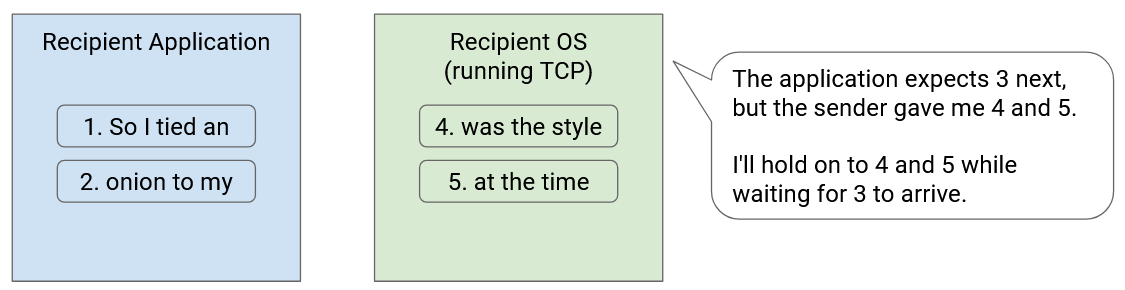 Recipient Application
1. So I tied an
2. onion to my
Recipient OS
(running TCP)
4. was the style
5. at the time
The application expects 3 next,
but the sender gave me 4 and 5.
I'll hold on to 4 and 5 while
waiting for 3 to arrive.